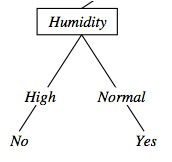 Humidity
High Normal
No Yes